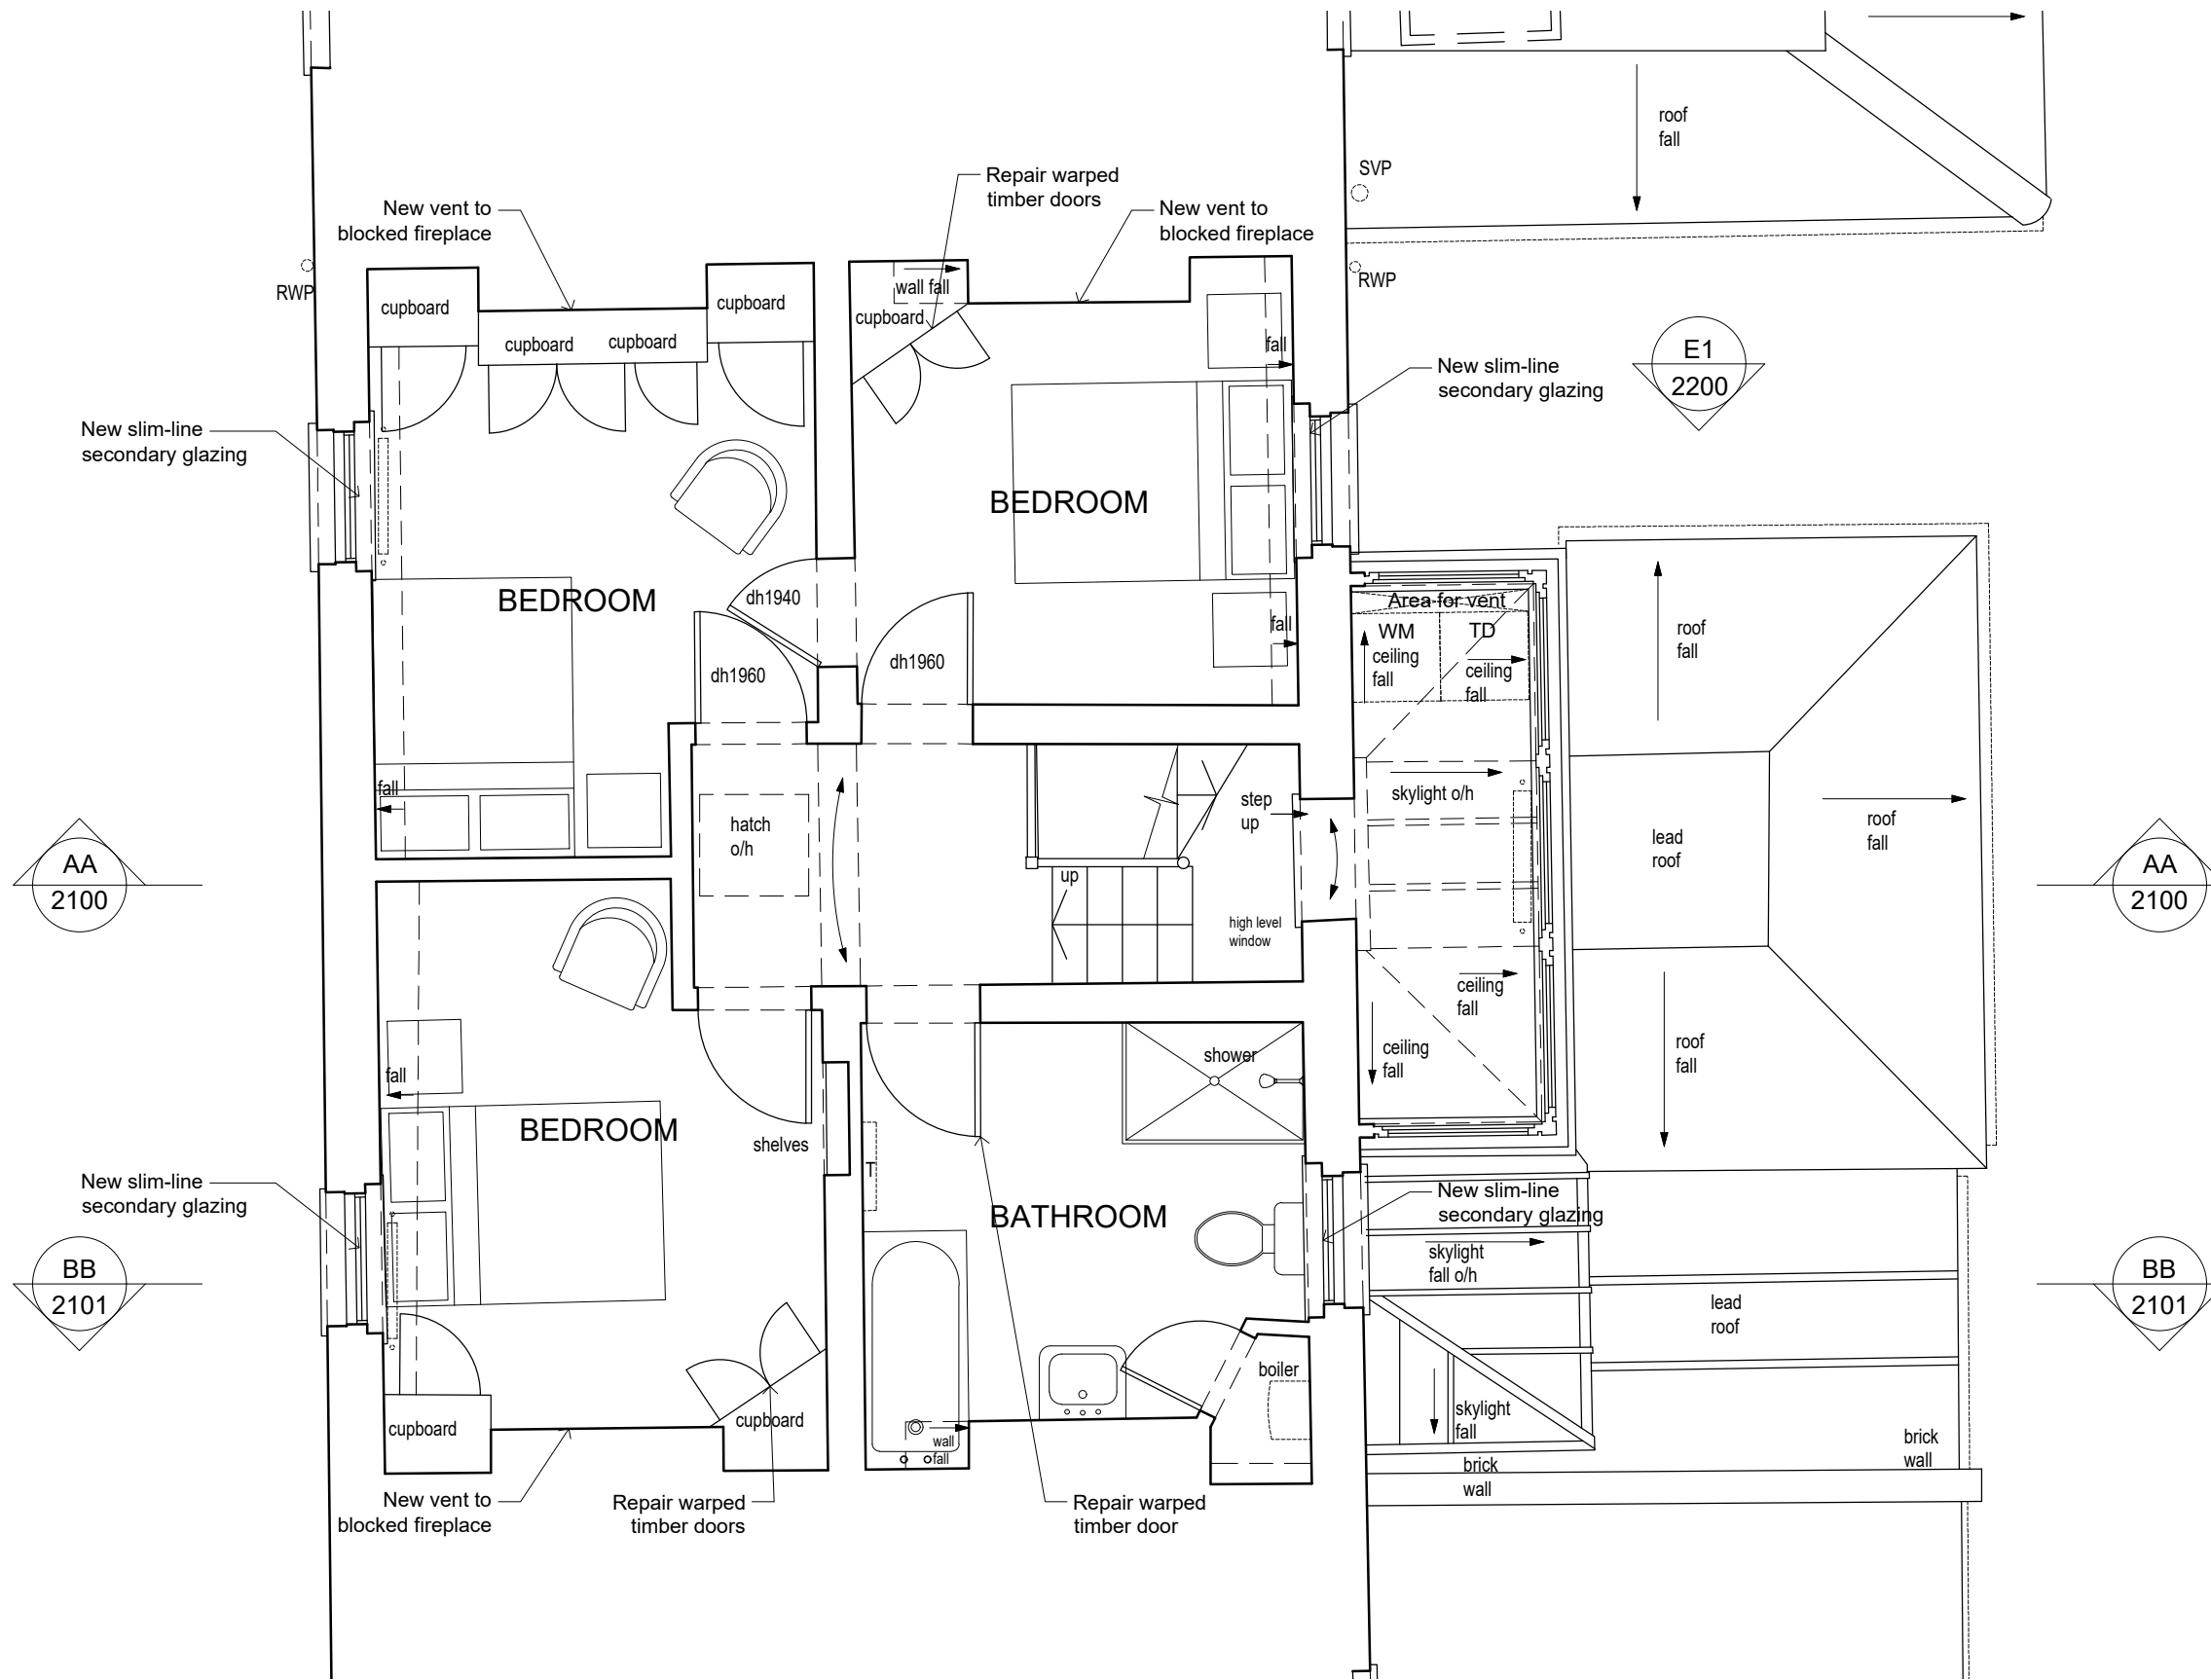 roof
fall
SVP
Repair warped
timber doors
New vent to
blocked fireplace
New vent to
blocked fireplace
RWP
RWP
wall fall
cupboard
cupboard
cupboard
cupboard
cupboard
cupboard
fall
E1
2200
New slim-line
secondary glazing
New slim-line
secondary glazing
BEDROOM
BEDROOM
dh1940
dh1960
dh1960
fall
Area for vent
WM
TD
ceiling
fall
ceiling
fall
roof
fall
fall
hatch
o/h
step
up
skylight o/h
lead
roof
roof
fall
AA
2100
AA
2100
up
high level
window
ceiling
fall
ceiling
fall
roof
fall
shower
fall
BEDROOM
shelves
T
New slim-line
secondary glazing
BATHROOM
New slim-line
secondary glazing
skylight
fall o/h
BB
2101
BB
2101
lead
roof
boiler
skylight
fall
cupboard
cupboard
wall
fall
brick
wall
brick
wall
New vent to
blocked fireplace
Repair warped
timber doors
Repair warped
timber door